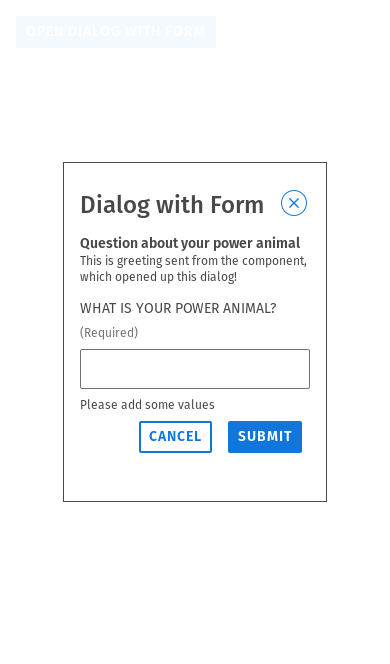 OPEN DIALOG WITH FORM
Dialog with Form
Question about your power animal
This is greeting sent from the component,
which opened up this dialog!
WHAT IS YOUR POWER ANIMAL?
(Required)
Please add some values
CANCEL SUBMIT